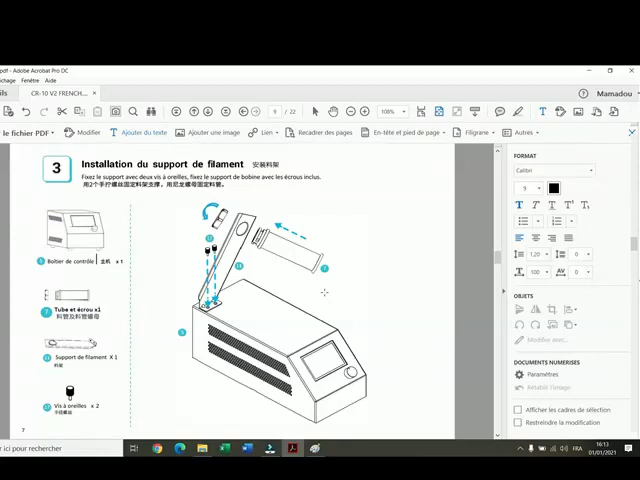 pdf - Adobe Acrobat Pro DC
Affichage Fenêtre Aide
CR-10 V2 FRENCH... ×
Mamadou
9 / 22
108%
le fichier PDF
Modifier
Ajouter du texte
Ajouter une image
Lien
Recadrer des pages
En-tête et pied de page
Filigrane
Autres
3
Installation du support de filament 安装料架
Fixez le support avec deux vis à oreilles, fixez le support de bobine avec les écrous inclus.
用2个手拧螺丝固定料架支撑，用尼龙螺母固定料管。
Boîtier de contrôle 主机 x 1
7
Tube et écrou x1
料管及料管螺母
Support de filament X 1
料架
Vis à oreilles x 2
手拧螺丝
7
FORMAT
Calibri
9
1,20
0
100
0
OBJETS
Modifier à l'aide de...
DOCUMENTS NUMERISES
Paramètres
Rétablir l'image
Afficher les cadres de sélection
Restreindre la modification
ici pour rechercher
FRA
16:13
01/01/2021